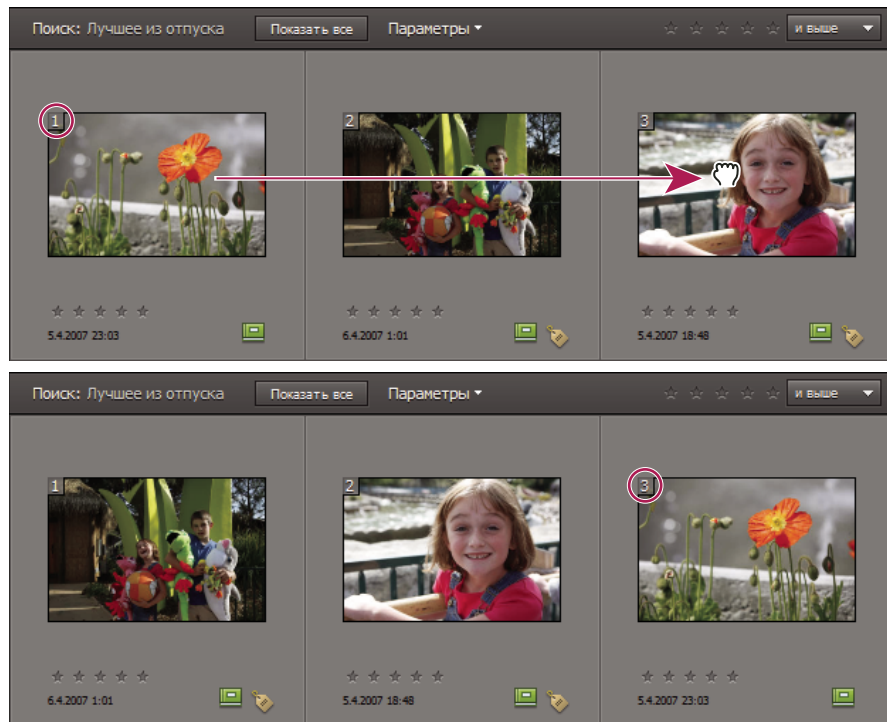 Поиск: Лучшее из отпуска Показать все Параметры и выше
1 2 3
5.4.2007 23:03 6.4.2007 1:01 5.4.2007 18:48
Поиск: Лучшее из отпуска Показать все Параметры и выше
1 2 3
6.4.2007 1:01 5.4.2007 18:48 5.4.2007 23:03